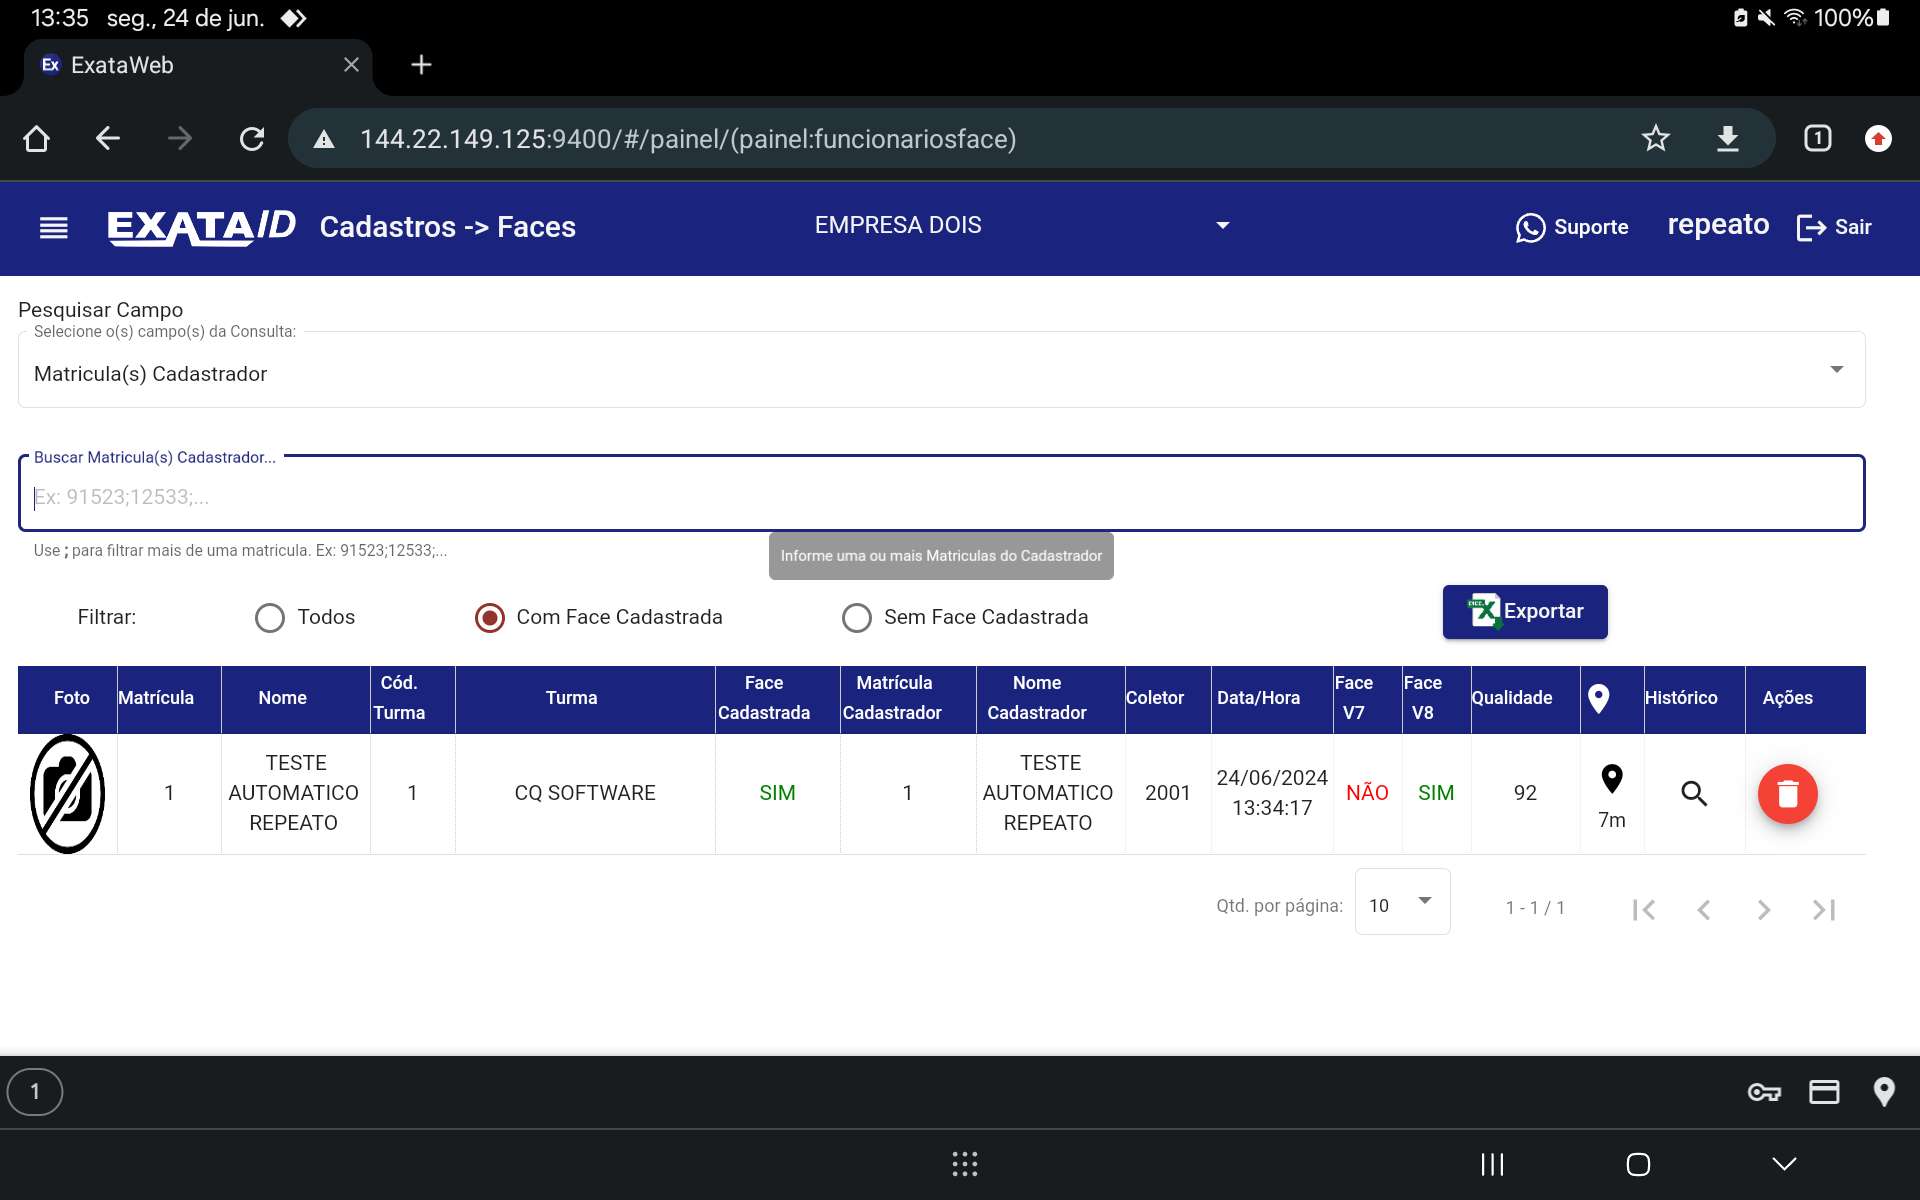 13:35 seg., 24 de jun. 100%
Ex ExataWeb
144.22.149.125:9400/#/painel/(painel:funcionariosface) 1
EXATA/ID Cadastros -> Faces EMPRESA DOIS Suporte repeato Sair
Pesquisar Campo
Selecione o(s) campo(s) da Consulta:
Matricula(s) Cadastrador
Buscar Matricula(s) Cadastrador...
Ex: 91523;12533;...
Use ; para filtrar mais de uma matricula. Ex: 91523;12533;...
Informe uma ou mais Matriculas do Cadastrador
Filtrar: Todos Com Face Cadastrada Sem Face Cadastrada Exportar
Foto Matrícula Nome Cód. Turma Turma Face Cadastrada Matrícula Cadastrador Nome Cadastrador Coletor Data/Hora Face V7 Face V8 Qualidade Histórico Ações
1 TESTE AUTOMATICO REPEATO 1 CQ SOFTWARE SIM 1 TESTE AUTOMATICO REPEATO 2001 24/06/2024 13:34:17 NÃO SIM 92 7m
Qtd. por página: 10 1 - 1 / 1
1